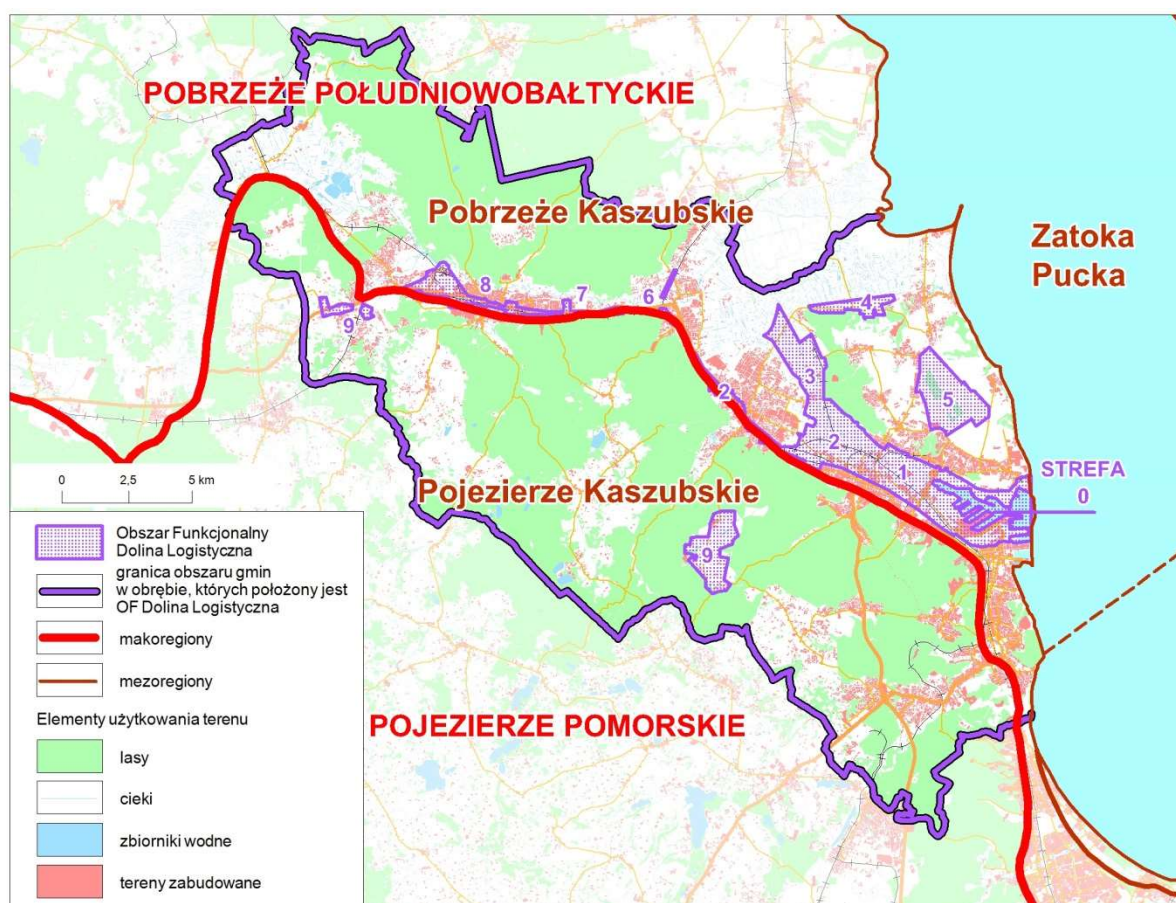 POBRZEŻE POŁUDNIOWOBAŁTYCKIE
Pobrzeże Kaszubskie
Zatoka
Pucka
8
7
6
4
9
3
5
2
2
1
STREFA
0
0 2,5 5 km
Pojezierze Kaszubskie
9
Obszar Funkcjonalny
Dolina Logistyczna
granica obszaru gmin
w obrębie, których położony jest
OF Dolina Logistyczna
makoregiony
mezoregiony
POJEZIERZE POMORSKIE
Elementy użytkowania terenu
lasy
cieki
zbiorniki wodne
tereny zabudowane